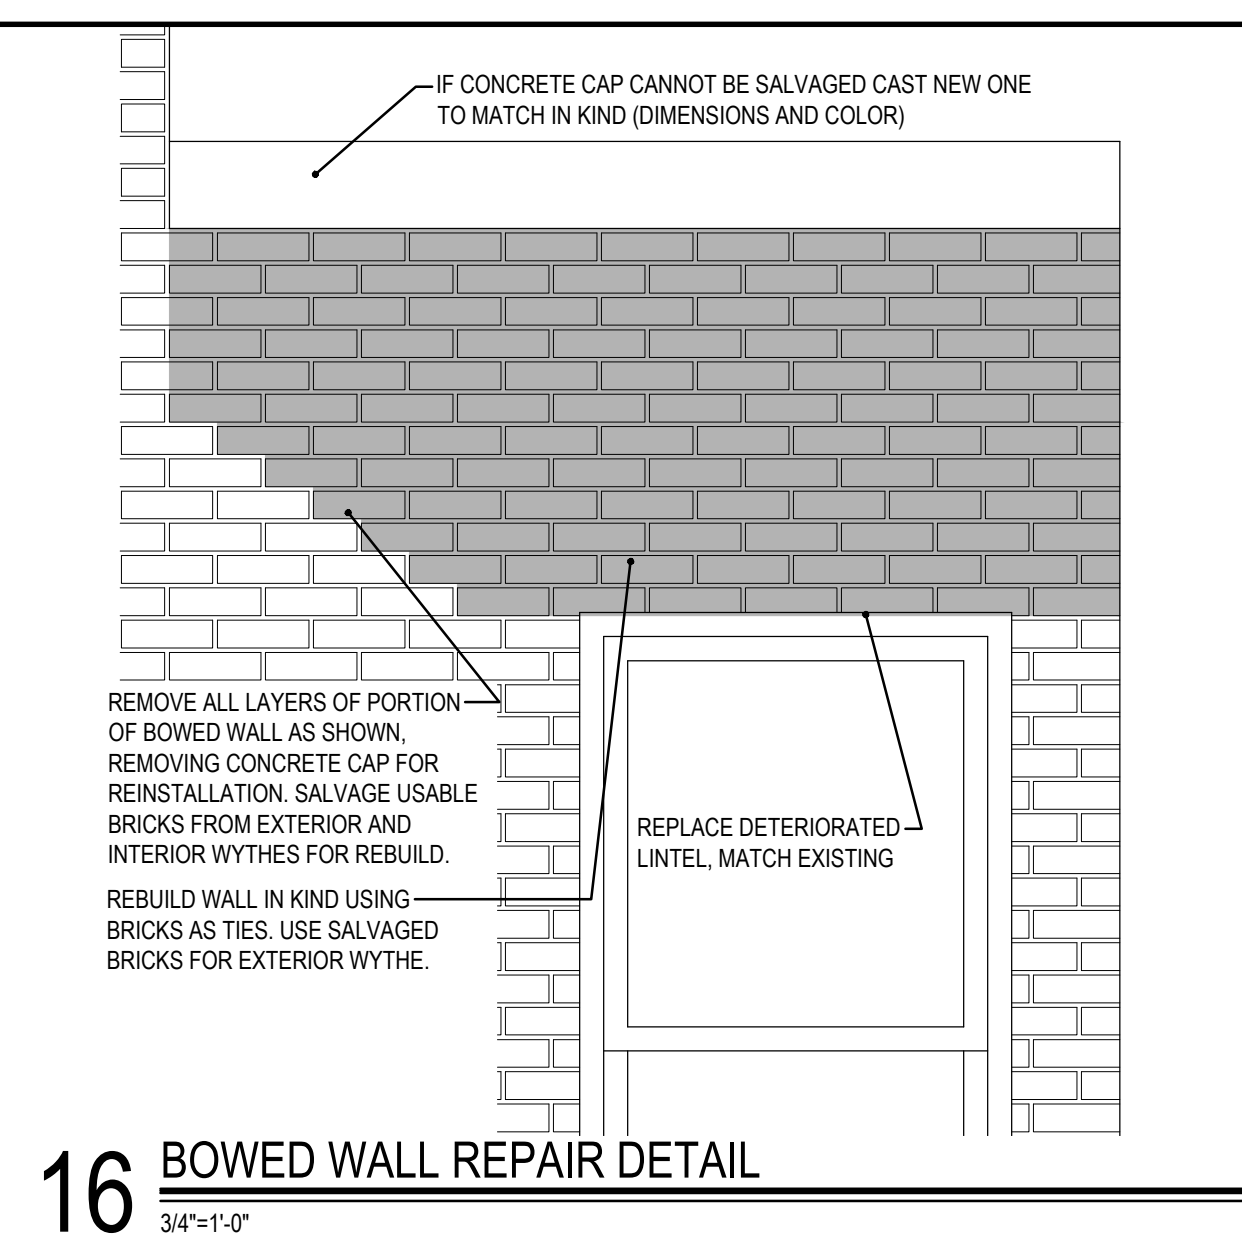 IF CONCRETE CAP CANNOT BE SALVAGED CAST NEW ONE
TO MATCH IN KIND (DIMENSIONS AND COLOR)
REMOVE ALL LAYERS OF PORTION
OF BOWED WALL AS SHOWN,
REMOVING CONCRETE CAP FOR
REINSTALLATION. SALVAGE USABLE
BRICKS FROM EXTERIOR AND
INTERIOR WYTHES FOR REBUILD.
REPLACE DETERIORATED
LINTEL, MATCH EXISTING
REBUILD WALL IN KIND USING
BRICKS AS TIES. USE SALVAGED
BRICKS FOR EXTERIOR WYTHE.
16 BOWED WALL REPAIR DETAIL
3/4"=1'-0"